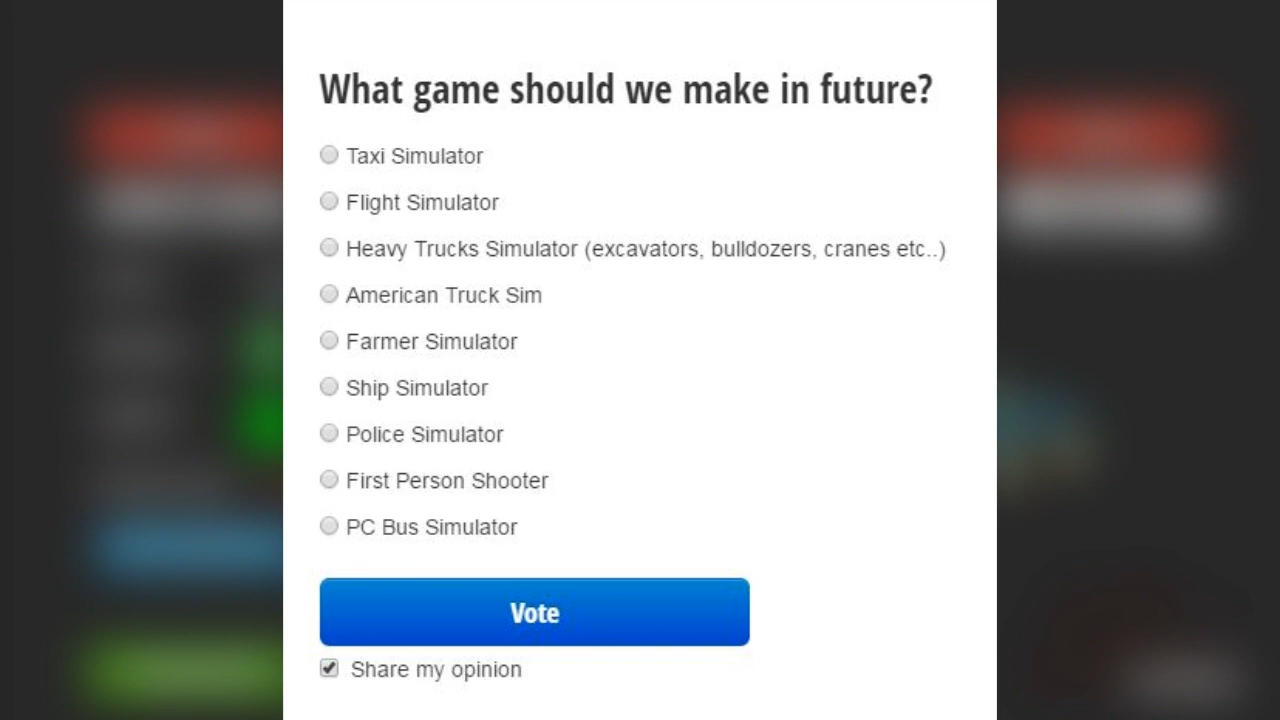 What game should we make in future?
Taxi Simulator
Flight Simulator
Heavy Trucks Simulator (excavators, bulldozers, cranes etc..)
American Truck Sim
Farmer Simulator
Ship Simulator
Police Simulator
First Person Shooter
PC Bus Simulator
Vote
Share my opinion